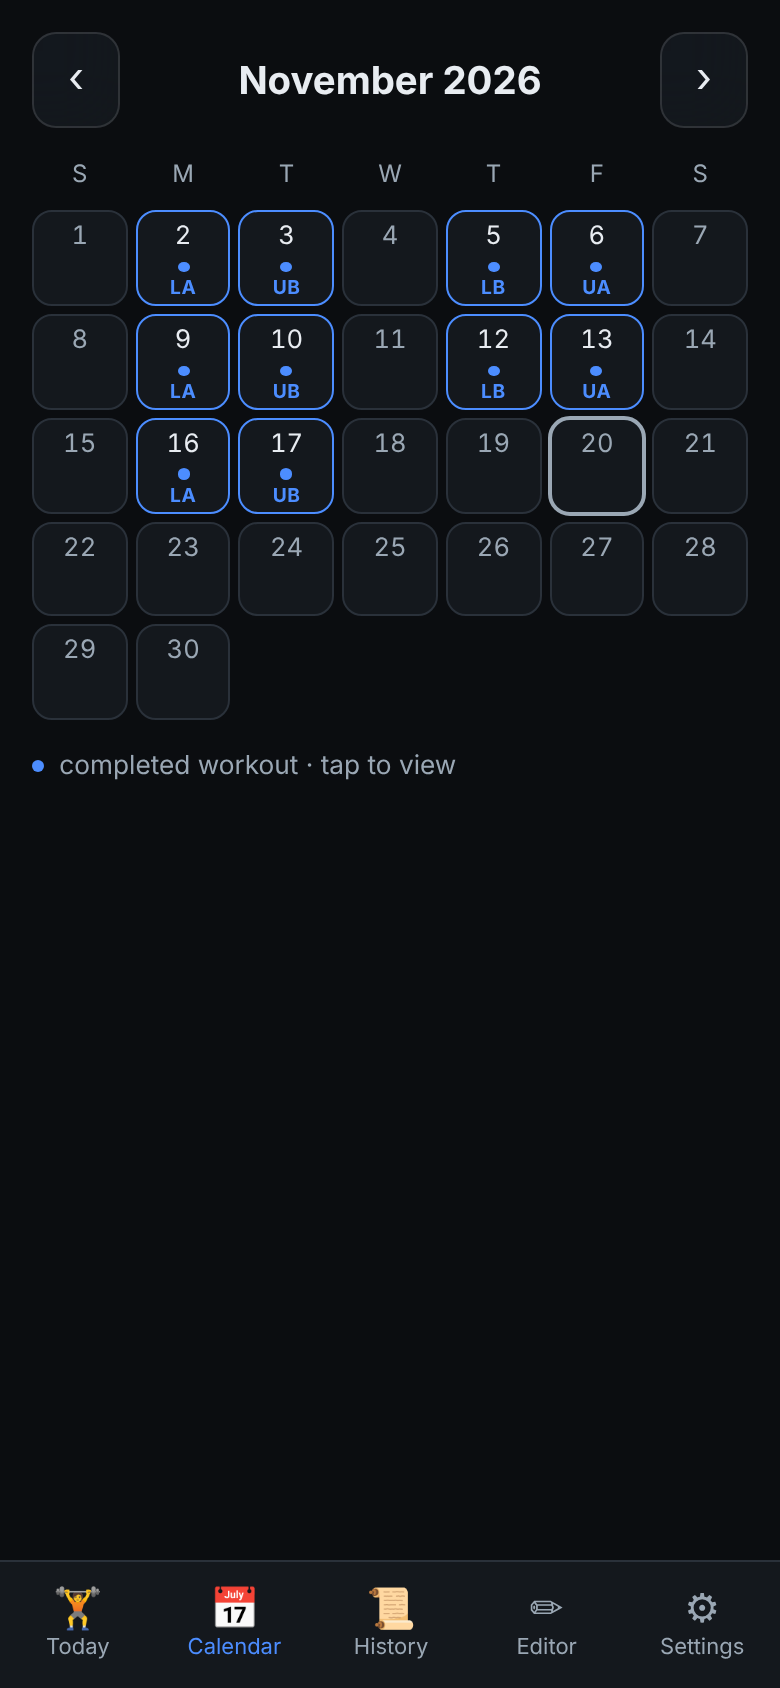 ‹ November 2026 ›
S M T W T F S
1 2 3 4 5 6 7
LA UB LB UA
8 9 10 11 12 13 14
LA UB LB UA
15 16 17 18 19 20 21
LA UB
22 23 24 25 26 27 28
29 30
completed workout · tap to view
July
17
Today Calendar History Editor Settings